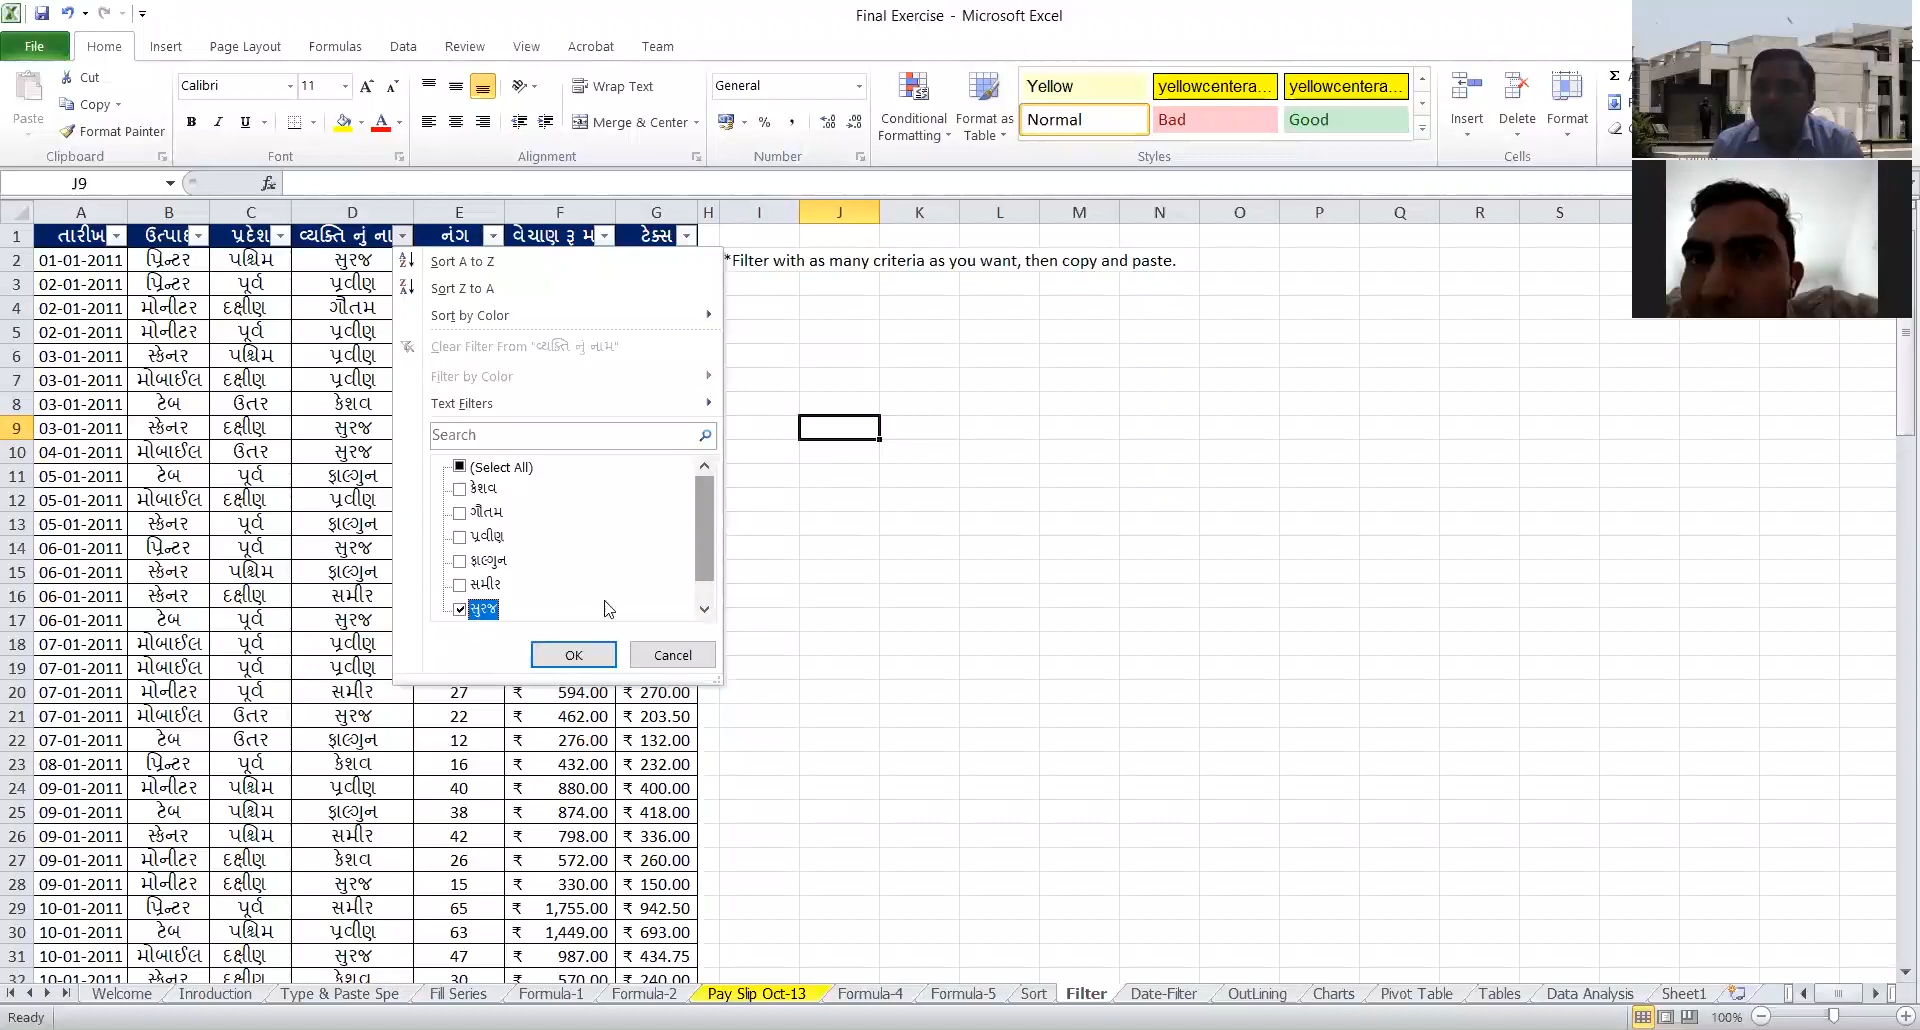 Final Exercise - Microsoft Excel
File Home Insert Page Layout Formulas Data Review View Acrobat Team
Paste Cut Copy Format Painter Clipboard
Calibri 11 B I U Font
Wrap Text Merge & Center Alignment
General % , Number
Conditional Formatting Format as Table
Yellow yellowcentera... yellowcentera...
Normal Bad Good
Styles
Insert Delete Format
Cells
J9 fx
A B C D E F G H I J K L M N O P Q R S
1 તારીખ ઉત્પાદ પ્રદેશ વ્યક્તિ નું ના નંગ વેચાણ રૂ મ ટેક્સ
2 01-01-2011 પ્રિન્ટર પશ્ચિમ સુરજ *Filter with as many criteria as you want, then copy and paste.
3 02-01-2011 પ્રિન્ટર પૂર્વ પ્રવીણ
4 02-01-2011 મોનીટર દક્ષીણ ગૌતમ
5 02-01-2011 મોનીટર પૂર્વ પ્રવીણ
6 03-01-2011 સ્કેનર પશ્ચિમ પ્રવીણ
7 03-01-2011 મોબાઈલ દક્ષીણ પ્રવીણ
8 03-01-2011 ટેબ ઉતર કેશવ
9 03-01-2011 સ્કેનર દક્ષીણ સુરજ
10 04-01-2011 મોબાઈલ ઉતર સુરજ
11 05-01-2011 ટેબ પૂર્વ ફાલ્ગુન
12 05-01-2011 મોબાઈલ દક્ષીણ પ્રવીણ
13 05-01-2011 સ્કેનર પૂર્વ ફાલ્ગુન
14 06-01-2011 પ્રિન્ટર પૂર્વ સુરજ
15 06-01-2011 સ્કેનર પશ્ચિમ ફાલ્ગુન
16 06-01-2011 સ્કેનર દક્ષીણ સમીર
17 06-01-2011 ટેબ પૂર્વ સુરજ
18 07-01-2011 મોબાઈલ પૂર્વ પ્રવીણ
19 07-01-2011 મોબાઈલ પૂર્વ પ્રવીણ
20 07-01-2011 મોનીટર પૂર્વ સમીર 27 ₹ 594.00 ₹ 270.00
21 07-01-2011 મોબાઈલ ઉતર સુરજ 22 ₹ 462.00 ₹ 203.50
22 07-01-2011 ટેબ ઉતર ફાલ્ગુન 12 ₹ 276.00 ₹ 132.00
23 08-01-2011 પ્રિન્ટર પૂર્વ કેશવ 16 ₹ 432.00 ₹ 232.00
24 09-01-2011 મોનીટર પશ્ચિમ પ્રવીણ 40 ₹ 880.00 ₹ 400.00
25 09-01-2011 ટેબ પશ્ચિમ ફાલ્ગુન 38 ₹ 874.00 ₹ 418.00
26 09-01-2011 સ્કેનર પશ્ચિમ સમીર 42 ₹ 798.00 ₹ 336.00
27 09-01-2011 મોનીટર દક્ષીણ કેશવ 26 ₹ 572.00 ₹ 260.00
28 09-01-2011 મોનીટર દક્ષીણ સુરજ 15 ₹ 330.00 ₹ 150.00
29 10-01-2011 પ્રિન્ટર પૂર્વ સમીર 65 ₹ 1,755.00 ₹ 942.50
30 10-01-2011 ટેબ પશ્ચિમ પ્રવીણ 63 ₹ 1,449.00 ₹ 693.00
31 10-01-2011 મોબાઈલ દક્ષીણ સુરજ 47 ₹ 987.00 ₹ 434.75
32 10-01-2011 સ્કેનર દક્ષીણ કેશવ 30 ₹ 570.00 ₹ 240.00
Sort A to Z
Sort Z to A
Sort by Color
Clear Filter From "વ્યક્તિ નું નામ"
Filter by Color
Text Filters
Search
(Select All)
કેશવ
ગૌતમ
પ્રવીણ
ફાલ્ગુન
સમીર
સુરજ
OK Cancel
Welcome Inroduction Type & Paste Spe Fill Series Formula-1 Formula-2 Pay Slip Oct-13 Formula-4 Formula-5 Sort Filter Date-Filter OutLining Charts Pivot Table Tables Data Analysis Sheet1
Ready 100%